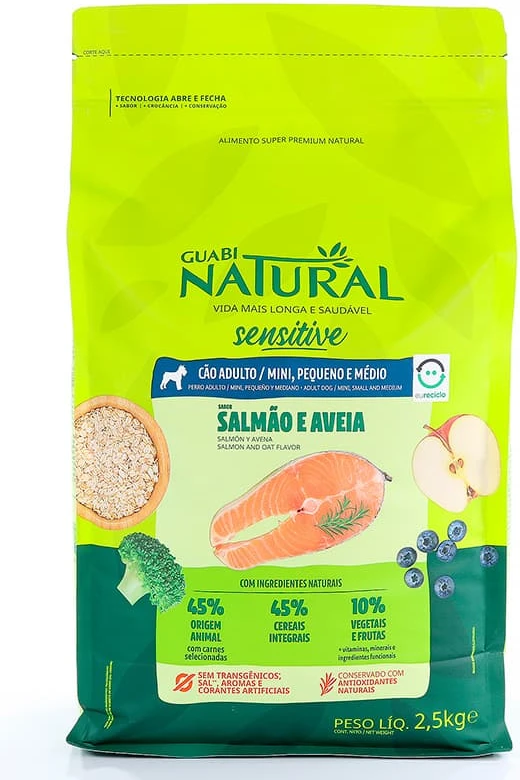 CORTE AQUI
TECNOLOGIA ABRE E FECHA
• SABOR | • CROCÂNCIA | • CONSERVAÇÃO
ALIMENTO SUPER PREMIUM NATURAL
GUABI
NATURAL
VIDA MAIS LONGA E SAUDÁVEL
sensitive
CÃO ADULTO / MINI, PEQUENO E MÉDIO
PERRO ADULTO / MINI, PEQUEÑO Y MEDIANO • ADULT DOG / MINI, SMALL AND MEDIUM
eureciclo
SABOR
SALMÃO E AVEIA
SALMÓN Y AVENA
SALMON AND OAT FLAVOR
COM INGREDIENTES NATURAIS
45%
ORIGEM
ANIMAL
com carnes
selecionadas
45%
CEREAIS
INTEGRAIS
10%
VEGETAIS
E FRUTAS
+ vitaminas, minerais e
ingredientes funcionais
SEM TRANSGÊNICOS,
SAL**, AROMAS E
CORANTES ARTIFICIAIS
CONSERVADO COM
ANTIOXIDANTES
NATURAIS
PESO LÍQ. 2,5kg e
CONT. NETO / NET WEIGHT